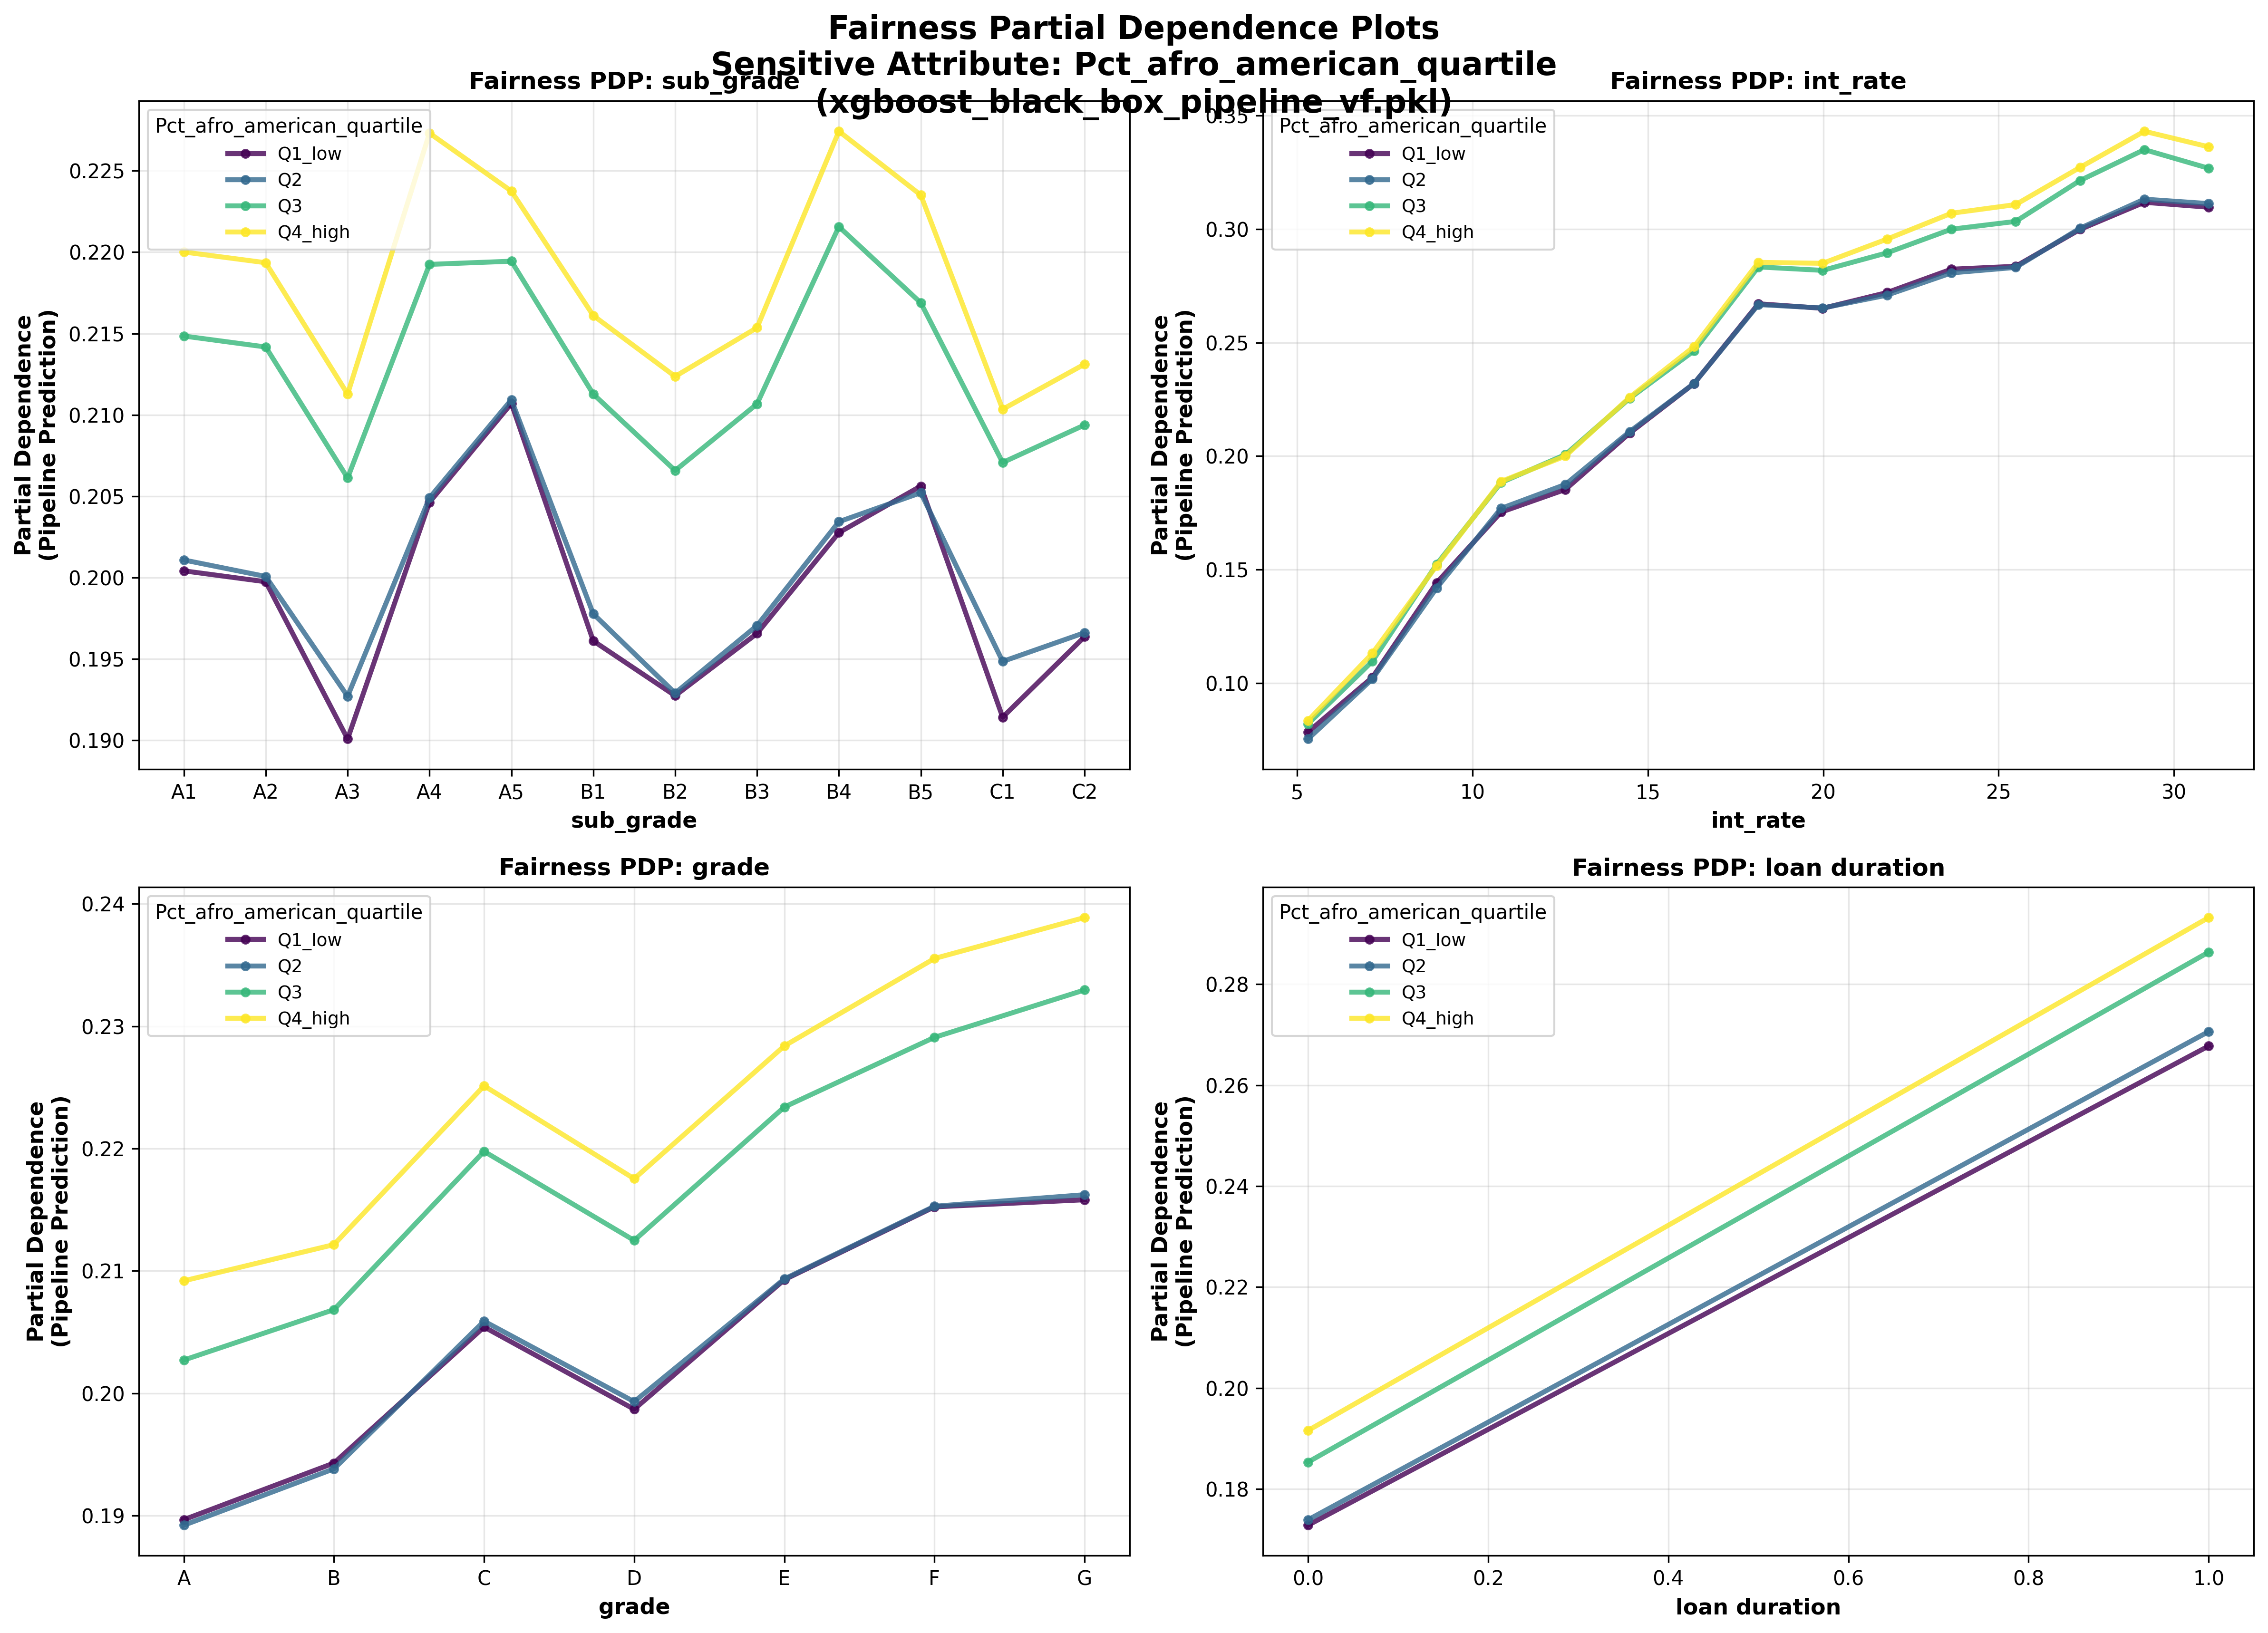 Fairness Partial Dependence Plots
Sensitive Attribute: Pct_afro_american_quartile
(xgboost_black_box_pipeline_vf.pkl)
Fairness PDP: sub_grade
Pct_afro_american_quartile
Q1_low
Q2
Q3
Q4_high
Partial Dependence
(Pipeline Prediction)
0.225
0.220
0.215
0.210
0.205
0.200
0.195
0.190
A1 A2 A3 A4 A5 B1 B2 B3 B4 B5 C1 C2
sub_grade
Fairness PDP: int_rate
Pct_afro_american_quartile
Q1_low
Q2
Q3
Q4_high
Partial Dependence
(Pipeline Prediction)
0.35
0.30
0.25
0.20
0.15
0.10
5 10 15 20 25 30
int_rate
Fairness PDP: grade
Pct_afro_american_quartile
Q1_low
Q2
Q3
Q4_high
Partial Dependence
(Pipeline Prediction)
0.24
0.23
0.22
0.21
0.20
0.19
A B C D E F G
grade
Fairness PDP: loan duration
Pct_afro_american_quartile
Q1_low
Q2
Q3
Q4_high
Partial Dependence
(Pipeline Prediction)
0.28
0.26
0.24
0.22
0.20
0.18
0.0 0.2 0.4 0.6 0.8 1.0
loan duration